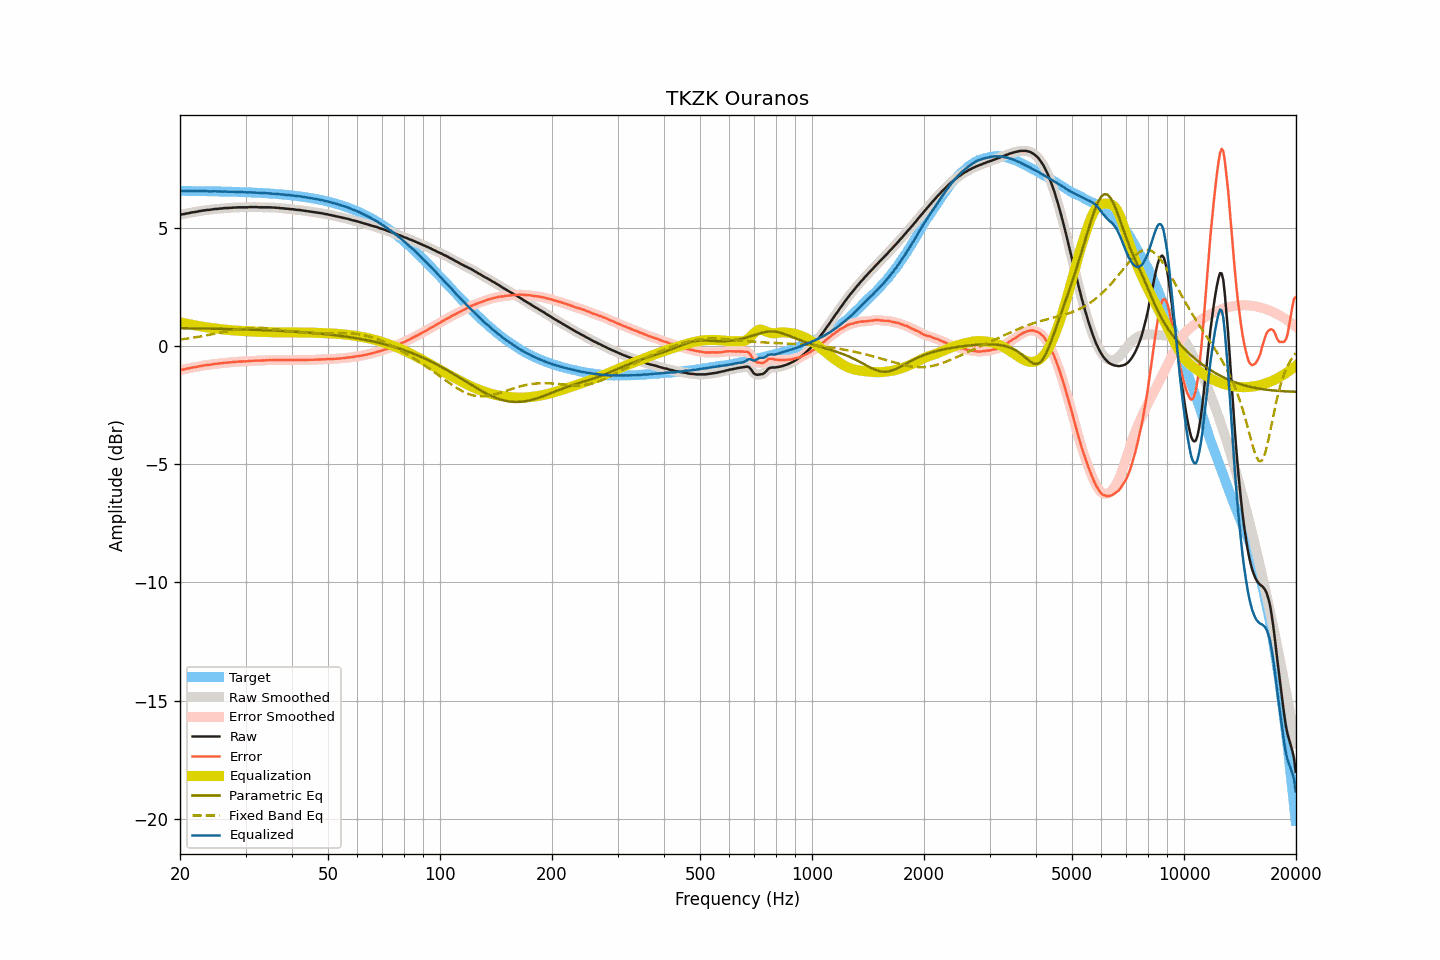 TKZK Ouranos
Amplitude (dBr)
5
0
−5
−10
−15
−20
Target
Raw Smoothed
Error Smoothed
Raw
Error
Equalization
Parametric Eq
Fixed Band Eq
Equalized
20 50 100 200 500 1000 2000 5000 10000 20000
Frequency (Hz)